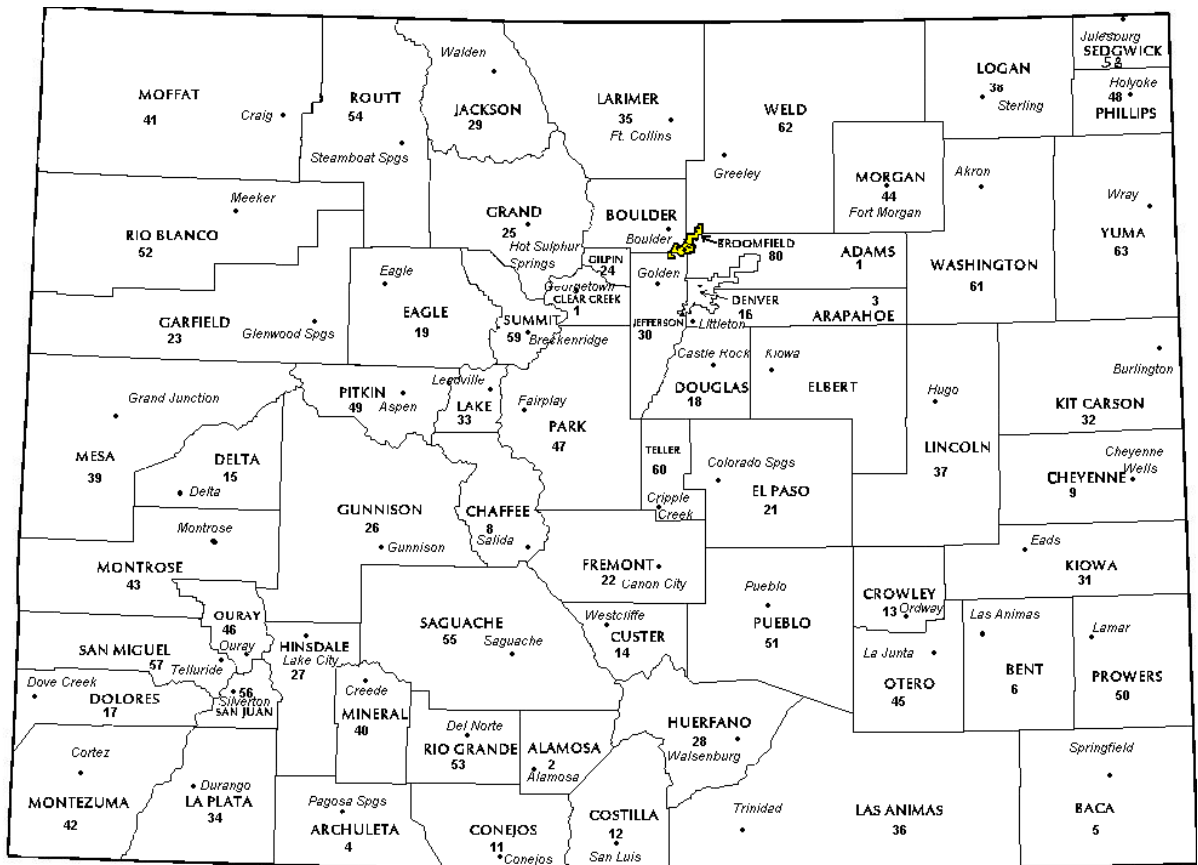 Julesburg
SEDGWICK
58
Walden
LOGAN
38
Sterling
Holyoke
48
PHILLIPS
MOFFAT
41
Craig
ROUTT
54
Steamboat Spgs
JACKSON
29
LARIMER
35
Ft. Collins
WELD
62
Greeley
MORGAN
44
Fort Morgan
Akron
WASHINGTON
61
Wray
YUMA
63
Meeker
RIO BLANCO
52
GRAND
25
Hot Sulphur
Springs
BOULDER
Boulder
BROOMFIELD
80
ADAMS
1
GILPIN
24
Golden
Georgetown
CLEAR CREEK
1
DENVER
16
3
ARAPAHOE
Littleton
JEFFERSON
30
Eagle
EAGLE
19
SUMMIT
59
Breckenridge
GARFIELD
23
Glenwood Spgs
Castle Rock
DOUGLAS
18
Kiowa
ELBERT
Hugo
LINCOLN
37
Burlington
KIT CARSON
32
PITKIN
49
Aspen
Leadville
LAKE
33
Fairplay
PARK
47
Grand Junction
MESA
39
DELTA
15
Delta
TELLER
60
Cripple
Creek
Colorado Spgs
EL PASO
21
Cheyenne
Wells
CHEYENNE
9
GUNNISON
26
Gunnison
CHAFFEE
8
Salida
Montrose
MONTROSE
43
FREMONT
22
Canon City
Eads
KIOWA
31
Pueblo
PUEBLO
51
CROWLEY
13
Ordway
OURAY
46
Ouray
HINSDALE
Lake City
27
SAGUACHE
55
Saguache
Westcliffe
CUSTER
14
Las Animas
BENT
6
Lamar
PROWERS
50
La Junta
OTERO
45
SAN MIGUEL
57
Telluride
Dove Creek
DOLORES
17
56
Silverton
SAN JUAN
Creede
MINERAL
40
Del Norte
RIO GRANDE
53
ALAMOSA
2
Alamosa
HUERFANO
28
Walsenburg
Cortez
MONTEZUMA
42
Durango
LA PLATA
34
Pagosa Spgs
ARCHULETA
4
CONEJOS
11
Conejos
COSTILLA
12
San Luis
Trinidad
LAS ANIMAS
36
Springfield
BACA
5